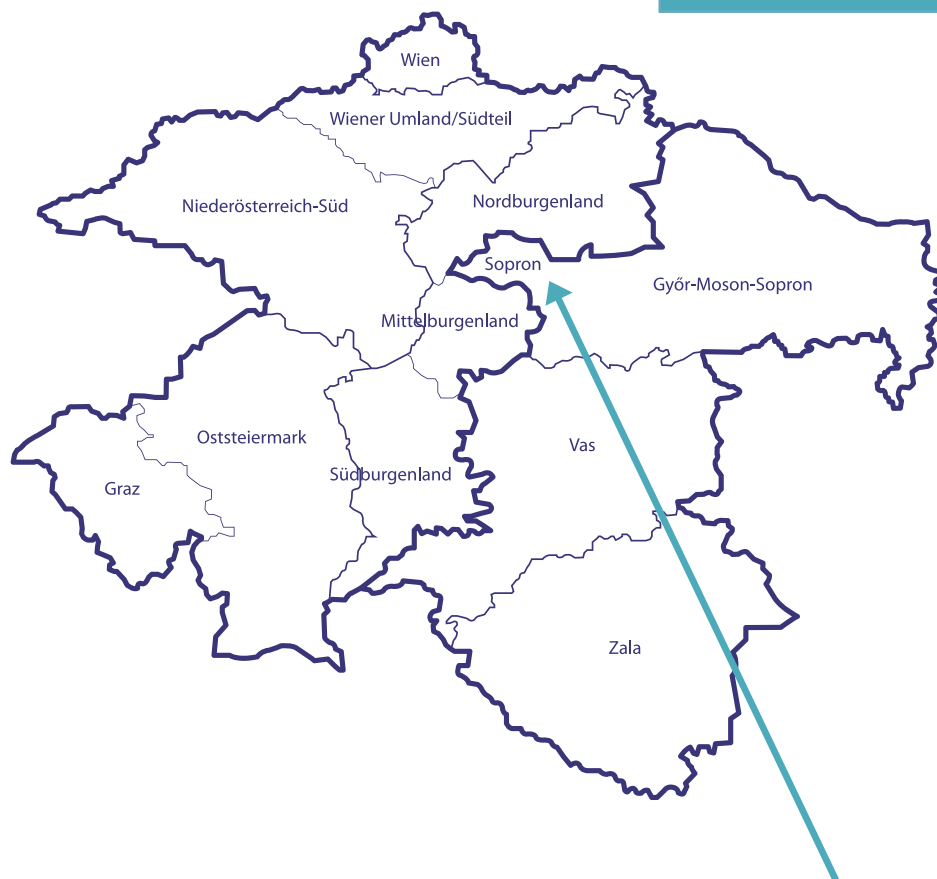 Wien
Wiener Umland/Südteil
Niederösterreich-Süd
Nordburgenland
Sopron
Győr-Moson-Sopron
Mittelburgenland
Oststeiermark
Vas
Südburgenland
Graz
Zala